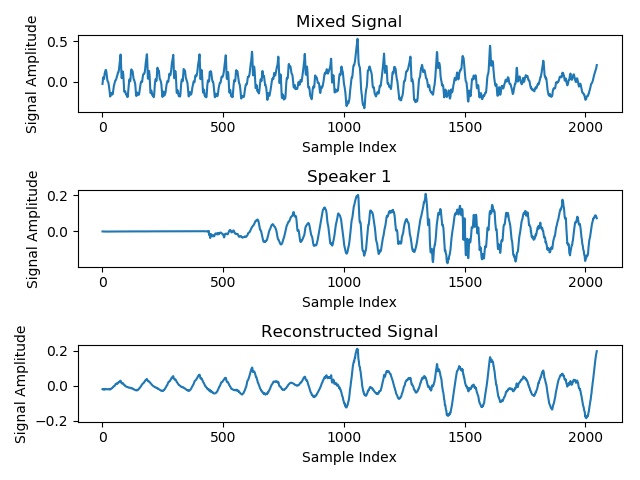 Mixed Signal
Signal Amplitude
0.5
0.0
0 500 1000 1500 2000
Sample Index
Speaker 1
Signal Amplitude
0.2
0.0
0 500 1000 1500 2000
Sample Index
Reconstructed Signal
Signal Amplitude
0.2
0.0
−0.2
0 500 1000 1500 2000
Sample Index